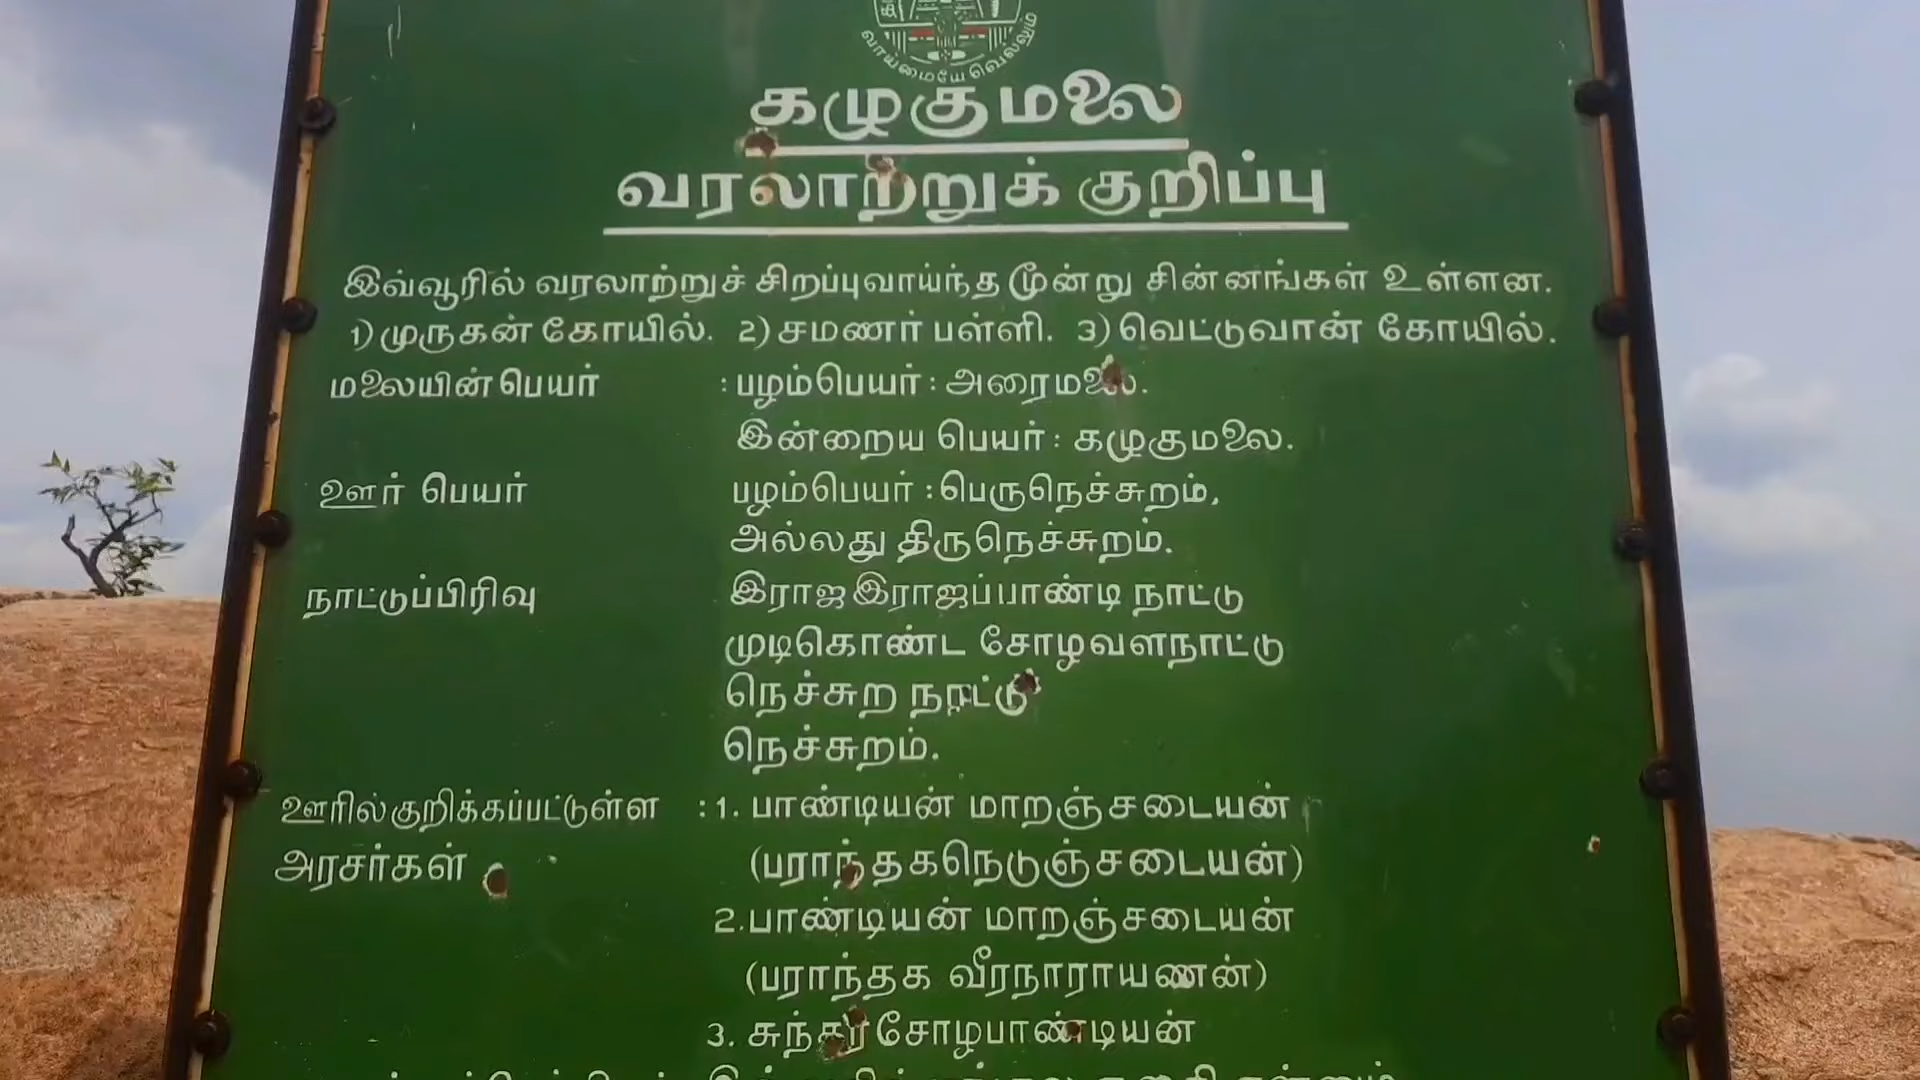 வாய்மையே வெல்லும்
கழுகுமலை
வரலாற்றுக் குறிப்பு
இவ்வூரில் வரலாற்றுச் சிறப்புவாய்ந்த மூன்று சின்னங்கள் உள்ளன.
1) முருகன் கோயில். 2) சமணர் பள்ளி. 3) வெட்டுவான் கோயில்.
மலையின் பெயர் : பழம்பெயர் : அரைமலை.
இன்றைய பெயர் : கழுகுமலை.
ஊர் பெயர் பழம்பெயர் : பெருநெச்சுறம்,
அல்லது திருநெச்சுறம்.
நாட்டுப்பிரிவு இராஜஇராஜப்பாண்டி நாட்டு
முடிகொண்ட சோழவளநாட்டு
நெச்சுற நாட்டு
நெச்சுறம்.
ஊரில்குறிக்கப்பட்டுள்ள : 1. பாண்டியன் மாறஞ்சடையன்
அரசர்கள் (பராந்தகநெடுஞ்சடையன்)
2. பாண்டியன் மாறஞ்சடையன்
(பராந்தக வீரநாராயணன்)
3. சுந்தரசோழபாண்டியன்